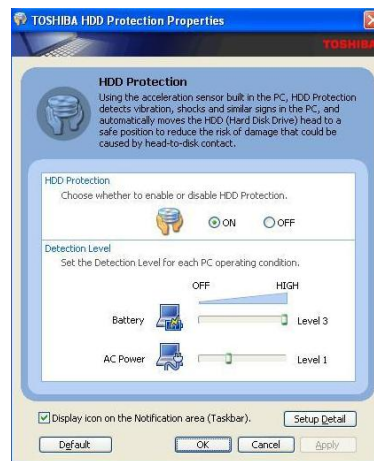 TOSHIBA HDD Protection Properties
TOSHIBA
HDD Protection
Using the acceleration sensor built in the PC, HDD Protection
detects vibration, shocks and similar signs in the PC, and
automatically moves the HDD (Hard Disk Drive) head to a
safe position to reduce the risk of damage that could be
caused by head-to-disk contact.
HDD Protection
Choose whether to enable or disable HDD Protection.
ON OFF
Detection Level
Set the Detection Level for each PC operating condition.
OFF HIGH
Battery Level 3
AC Power Level 1
Display icon on the Notification area (Taskbar). Setup Detail
Default OK Cancel Apply